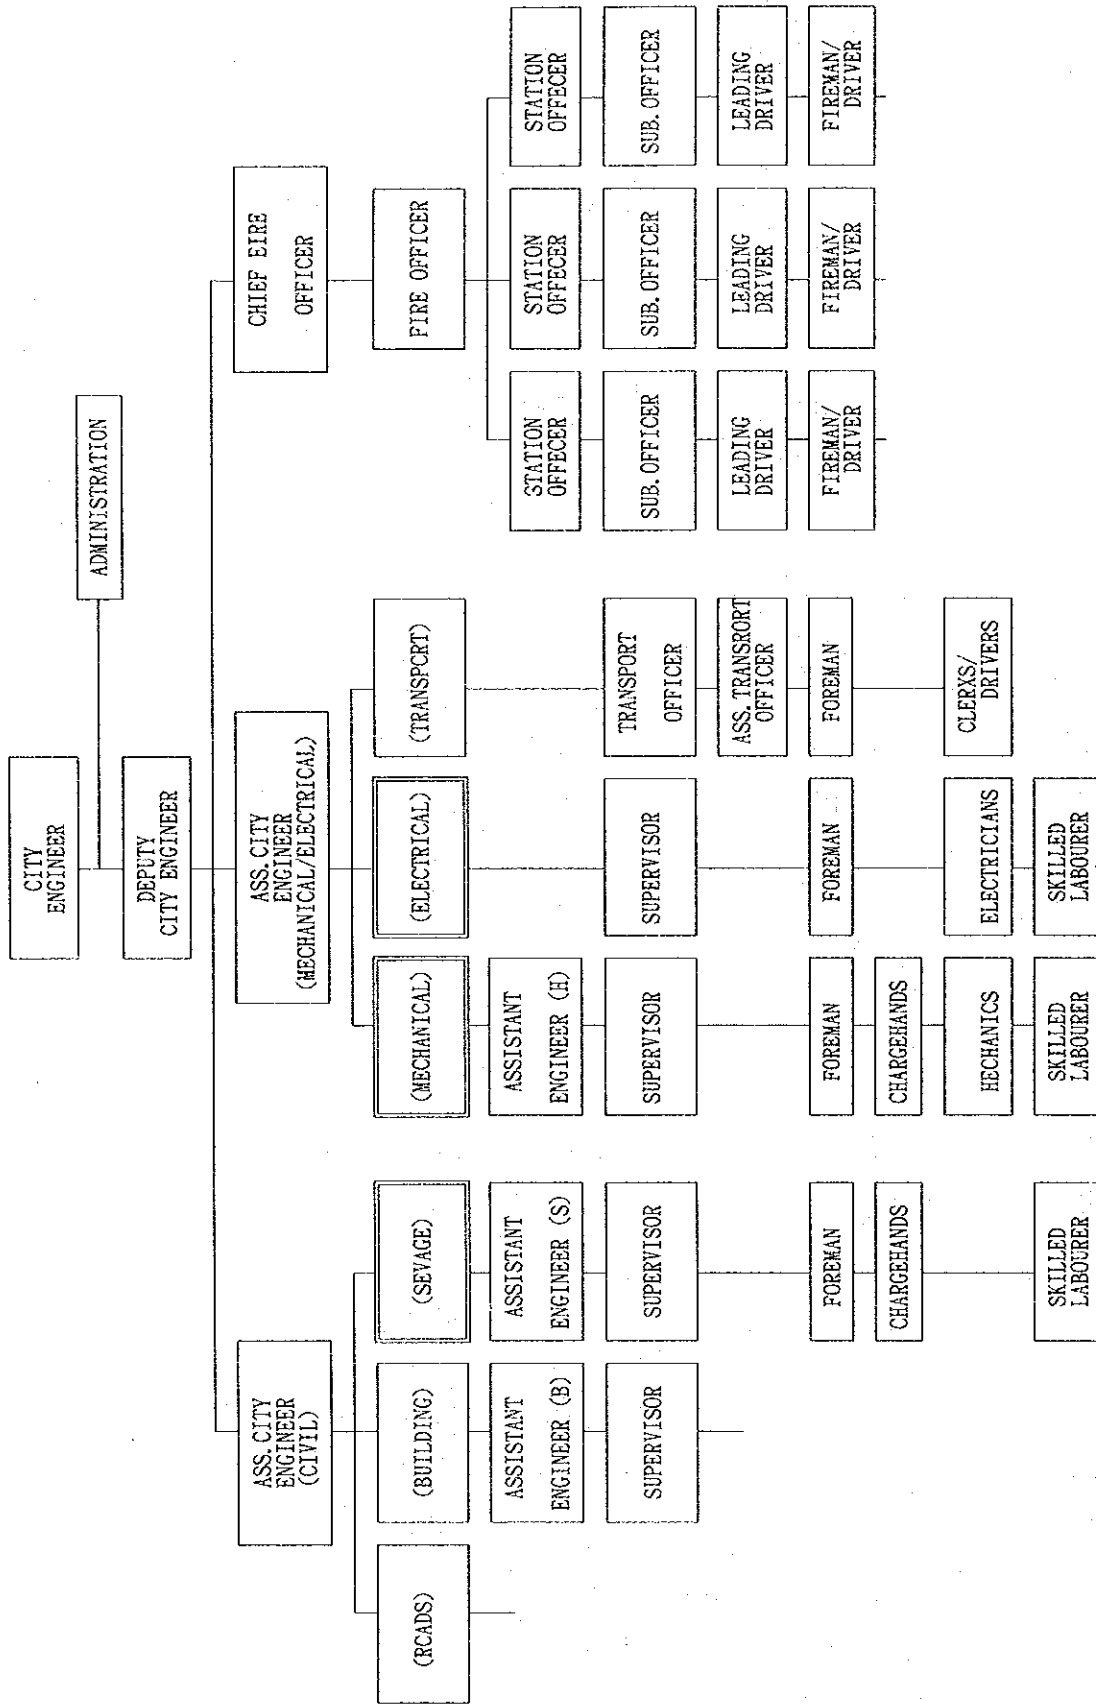 CITY
ENGINEER
ADMINISTRATION
DEPUTY
CITY ENGINEER
ASS.CITY
ENGINEER
(CIVIL)
ASS.CITY
ENGINEER
(MECHANICAL/ELECTRICAL)
CHIEF EIRE
OFFICER
(RCADS)
(BUILDING)
(SEVAGE)
(MECHANICAL)
(ELECTRICAL)
(TRANSPCRT)
FIRE OFFICER
ASSISTANT
ENGINEER (B)
ASSISTANT
ENGINEER (S)
ASSISTANT
ENGINEER (H)
STATION
OFFECER
STATION
OFFECER
STATION
OFFECER
SUPERVISOR
SUPERVISOR
SUPERVISOR
SUPERVISOR
TRANSPORT
OFFICER
SUB.OFFICER
SUB.OFFICER
SUB.OFFICER
ASS.TRANSRORT
OFFICER
LEADING
DRIVER
LEADING
DRIVER
LEADING
DRIVER
FOREMAN
FOREMAN
FOREMAN
FOREMAN
FIREMAN/
DRIVER
FIREMAN/
DRIVER
FIREMAN/
DRIVER
CHARGEHANDS
CHARGEHANDS
HECHANICS
ELECTRICIANS
CLERXS/
DRIVERS
SKILLED
LABOURER
SKILLED
LABOURER
SKILLED
LABOURER